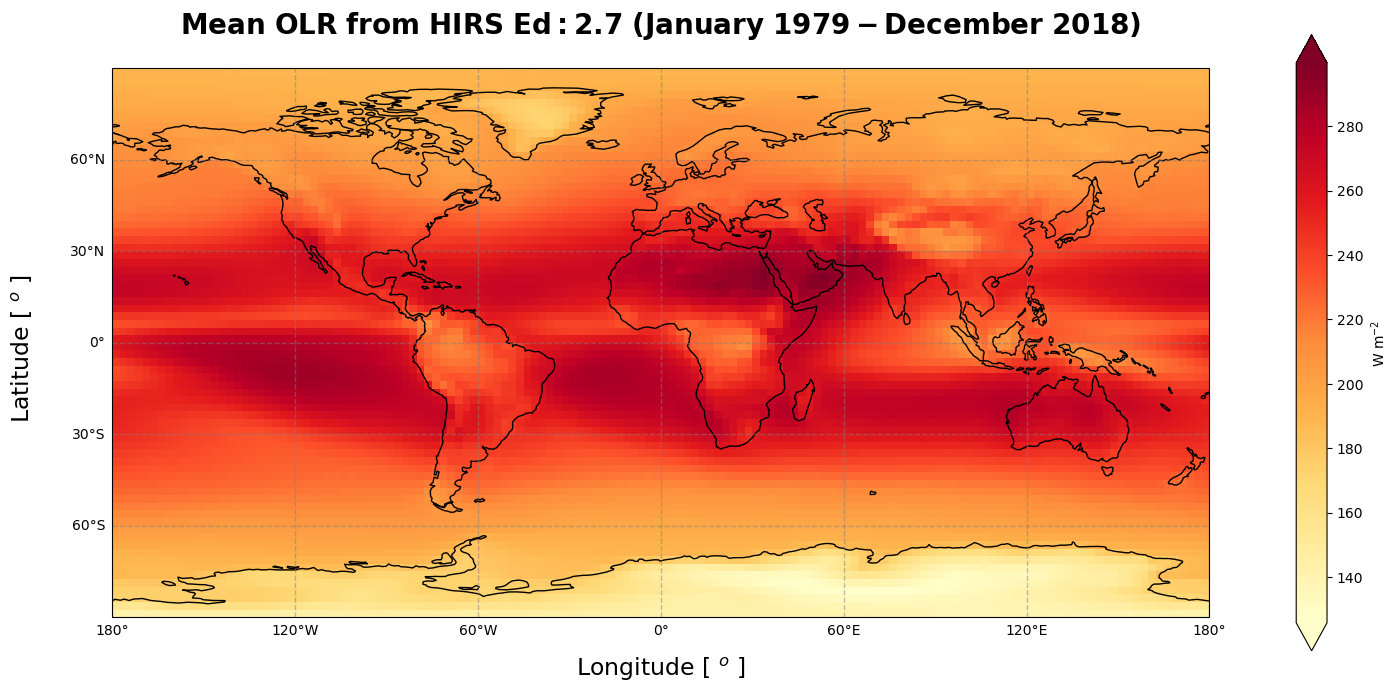 Mean OLR from HIRS Ed : 2.7 (January 1979 − December 2018)
60°N
30°N
0°
30°S
60°S
Latitude [ ᵒ ]
180°
120°W
60°W
0°
60°E
120°E
180°
Longitude [ ᵒ ]
280
260
240
220
200
180
160
140
W m⁻²